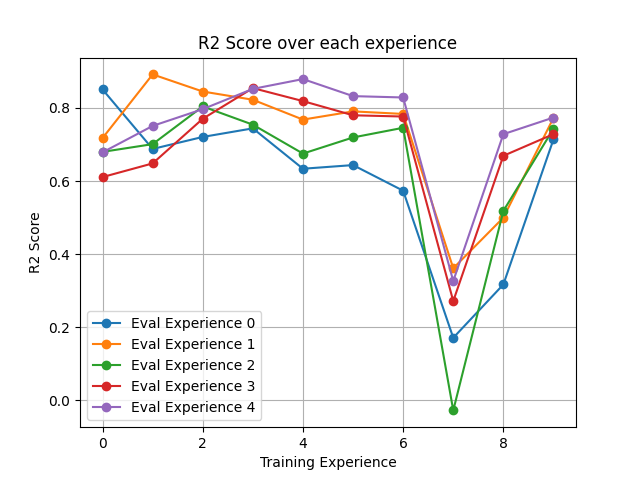 R2 Score over each experience
R2 Score
0.8
0.6
0.4
0.2
0.0
Eval Experience 0
Eval Experience 1
Eval Experience 2
Eval Experience 3
Eval Experience 4
0 2 4 6 8
Training Experience